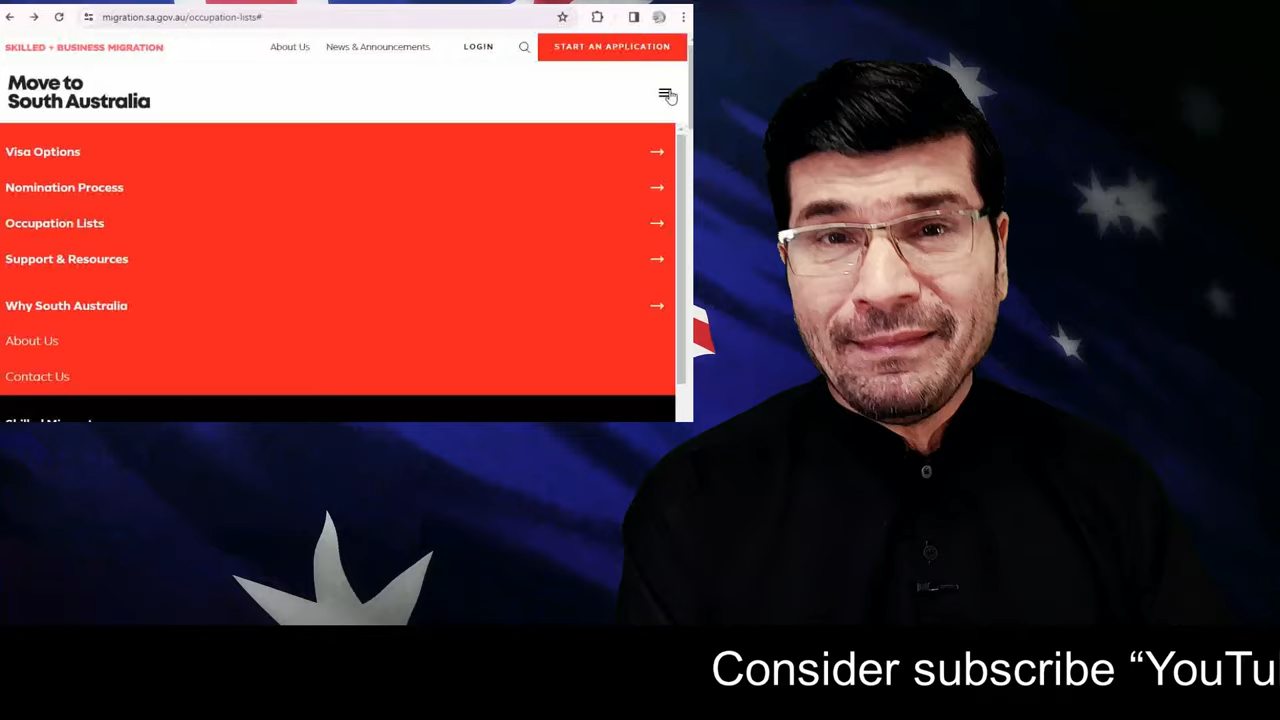 migration.sa.gov.au/occupation-lists#
SKILLED + BUSINESS MIGRATION
About Us
News & Announcements
LOGIN
START AN APPLICATION
Move to
South Australia
Visa Options
Nomination Process
Occupation Lists
Support & Resources
Why South Australia
About Us
Contact Us
Consider subscribe “YouTu